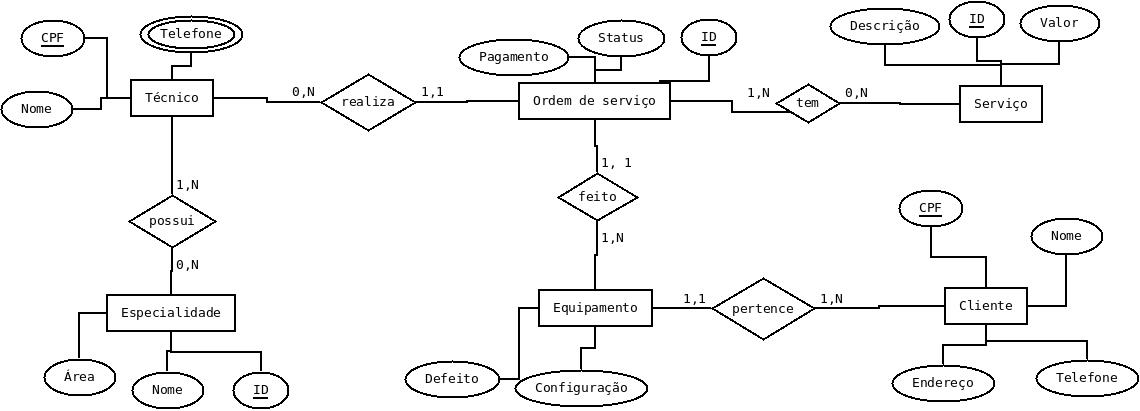 CPF
Telefone
Nome
Técnico
0,N
realiza
1,1
Pagamento
Status
ID
Ordem de serviço
1,N
tem
0,N
Descrição
ID
Valor
Serviço
1,N
possui
0,N
Especialidade
Área
Nome
ID
1, 1
feito
1,N
Equipamento
Defeito
Configuração
1,1
pertence
1,N
CPF
Nome
Cliente
Endereço
Telefone